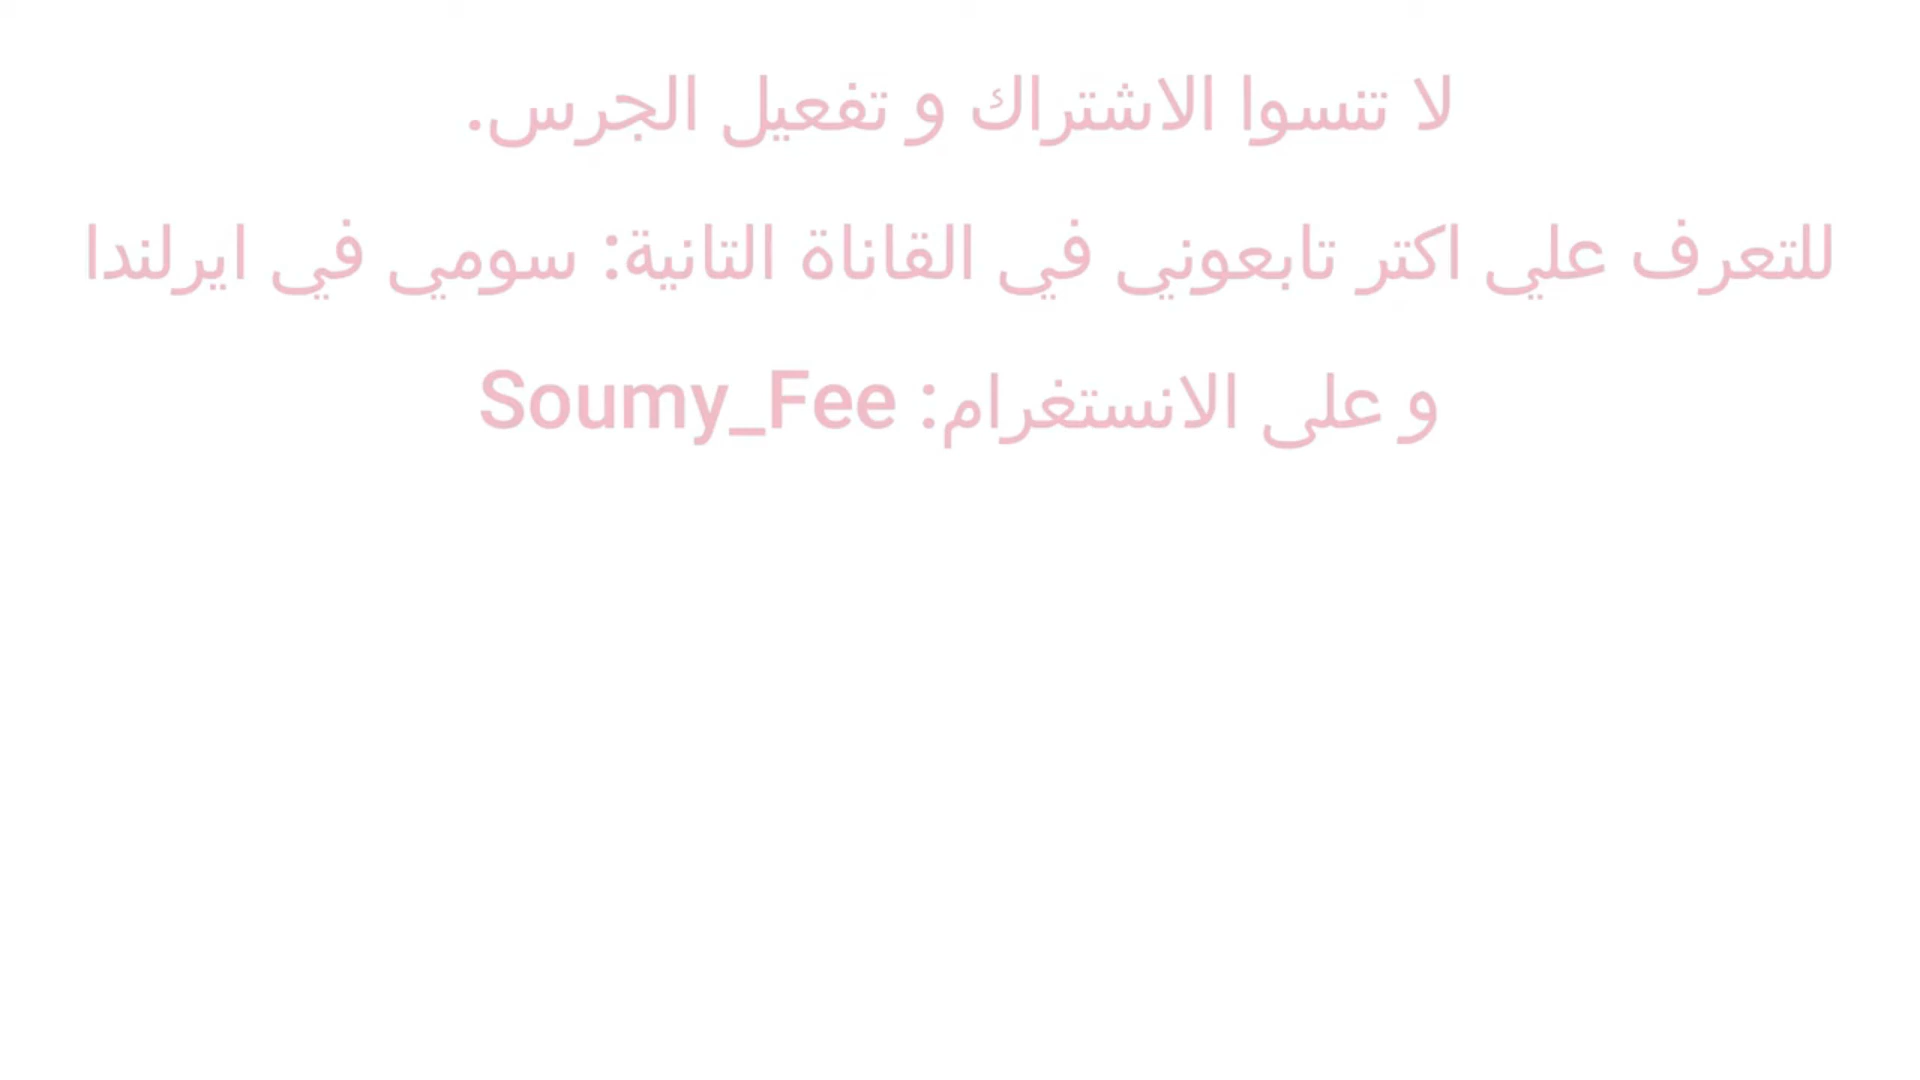 لا تنسوا الاشتراك و تفعيل الجرس.
للتعرف علي اكتر تابعوني في القاناة التانية: سومي في ايرلندا
و على الانستغرام: Soumy_Fee